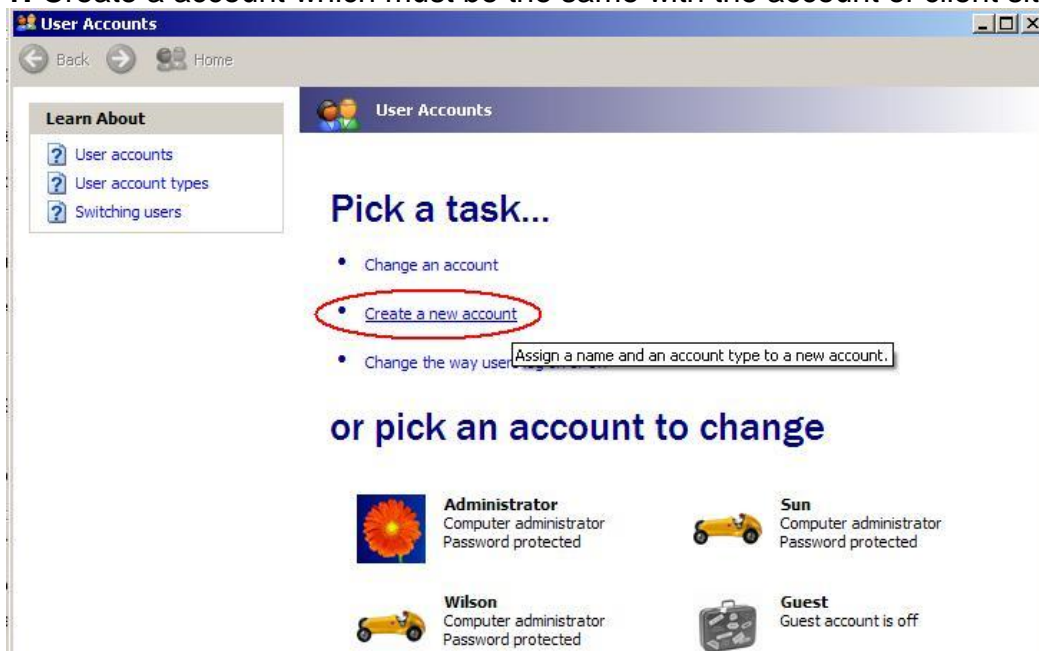 Create a account which must be the same with the account of client sit
User Accounts
Back Home
Learn About
User accounts
User account types
Switching users
User Accounts
Pick a task...
Change an account
Create a new account
Assign a name and an account type to a new account.
Change the way users
or pick an account to change
Administrator
Computer administrator
Password protected
Sun
Computer administrator
Password protected
Wilson
Computer administrator
Password protected
Guest
Guest account is off